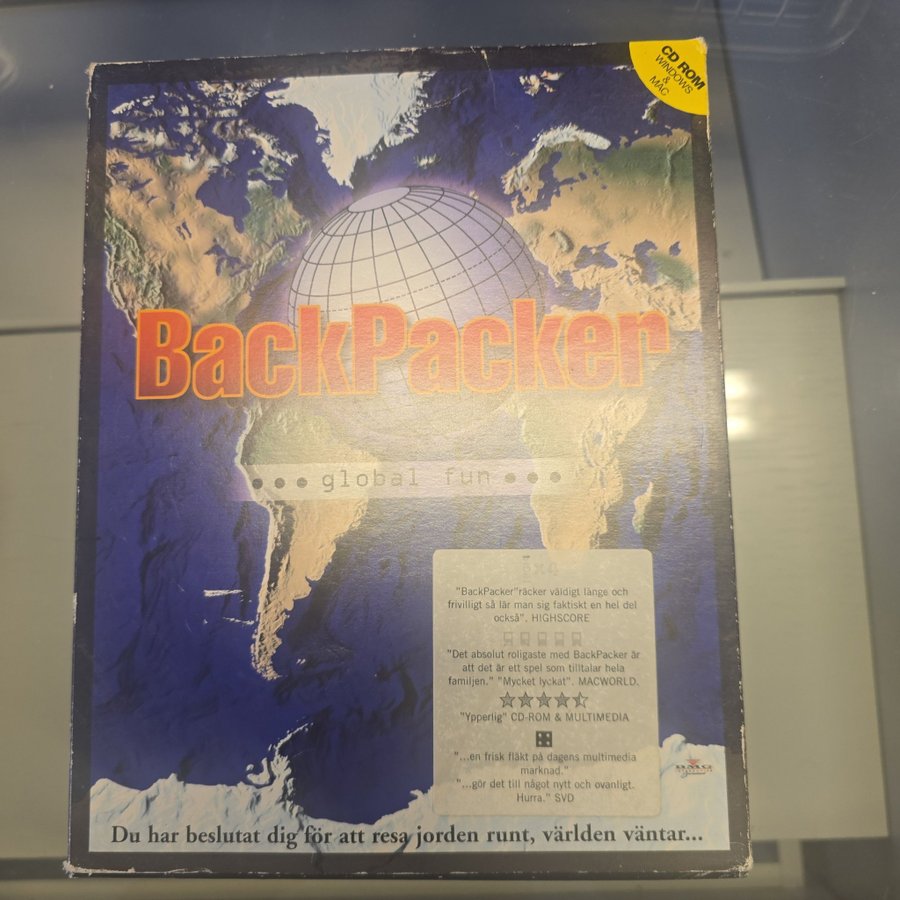 CD ROM
WINDOWS
&
MAC
BackPacker
global fun
"BackPacker"räcker väldigt länge och
frivilligt så lär man sig faktiskt en hel del
också". HIGHSCORE
"Det absolut roligaste med BackPacker är
att det är ett spel som tilltalar hela
familjen." "Mycket lyckat". MACWORLD.
"Ypperlig" CD-ROM & MULTIMEDIA
"...en frisk fläkt på dagens multimedia
marknad."
"...gör det till något nytt och ovanligt.
Hurra." SVD
BMG
Du har beslutat dig för att resa jorden runt, världen väntar...